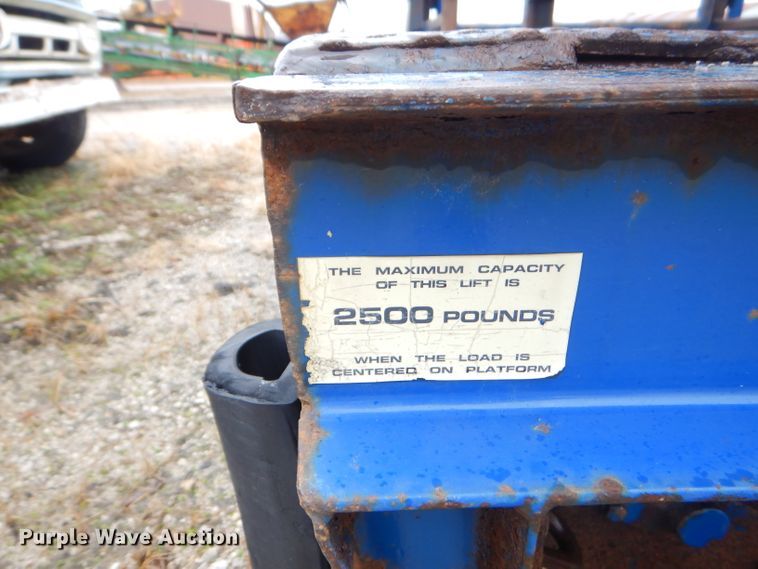 THE MAXIMUM CAPACITY
OF THIS LIFT IS
2500 POUNDS
WHEN THE LOAD IS
CENTERED ON PLATFORM
Purple Wave Auction